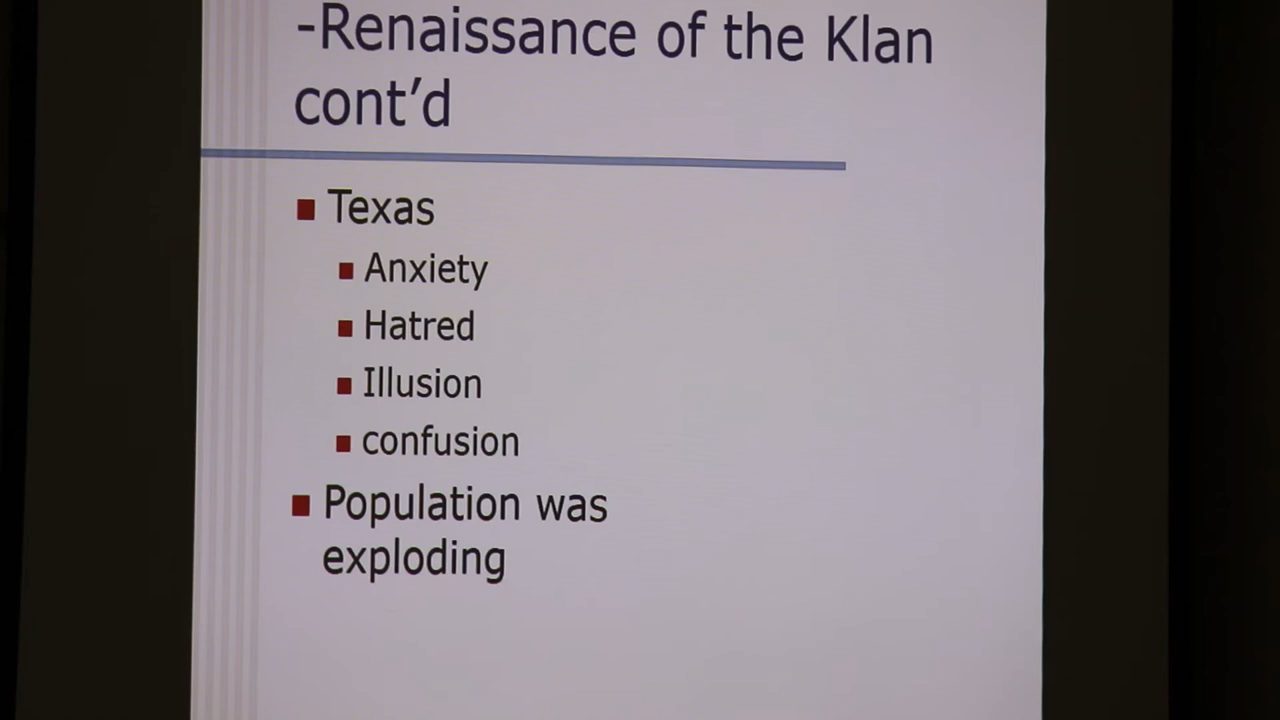 -Renaissance of the Klan
cont’d
Texas
Anxiety
Hatred
Illusion
confusion
Population was
exploding